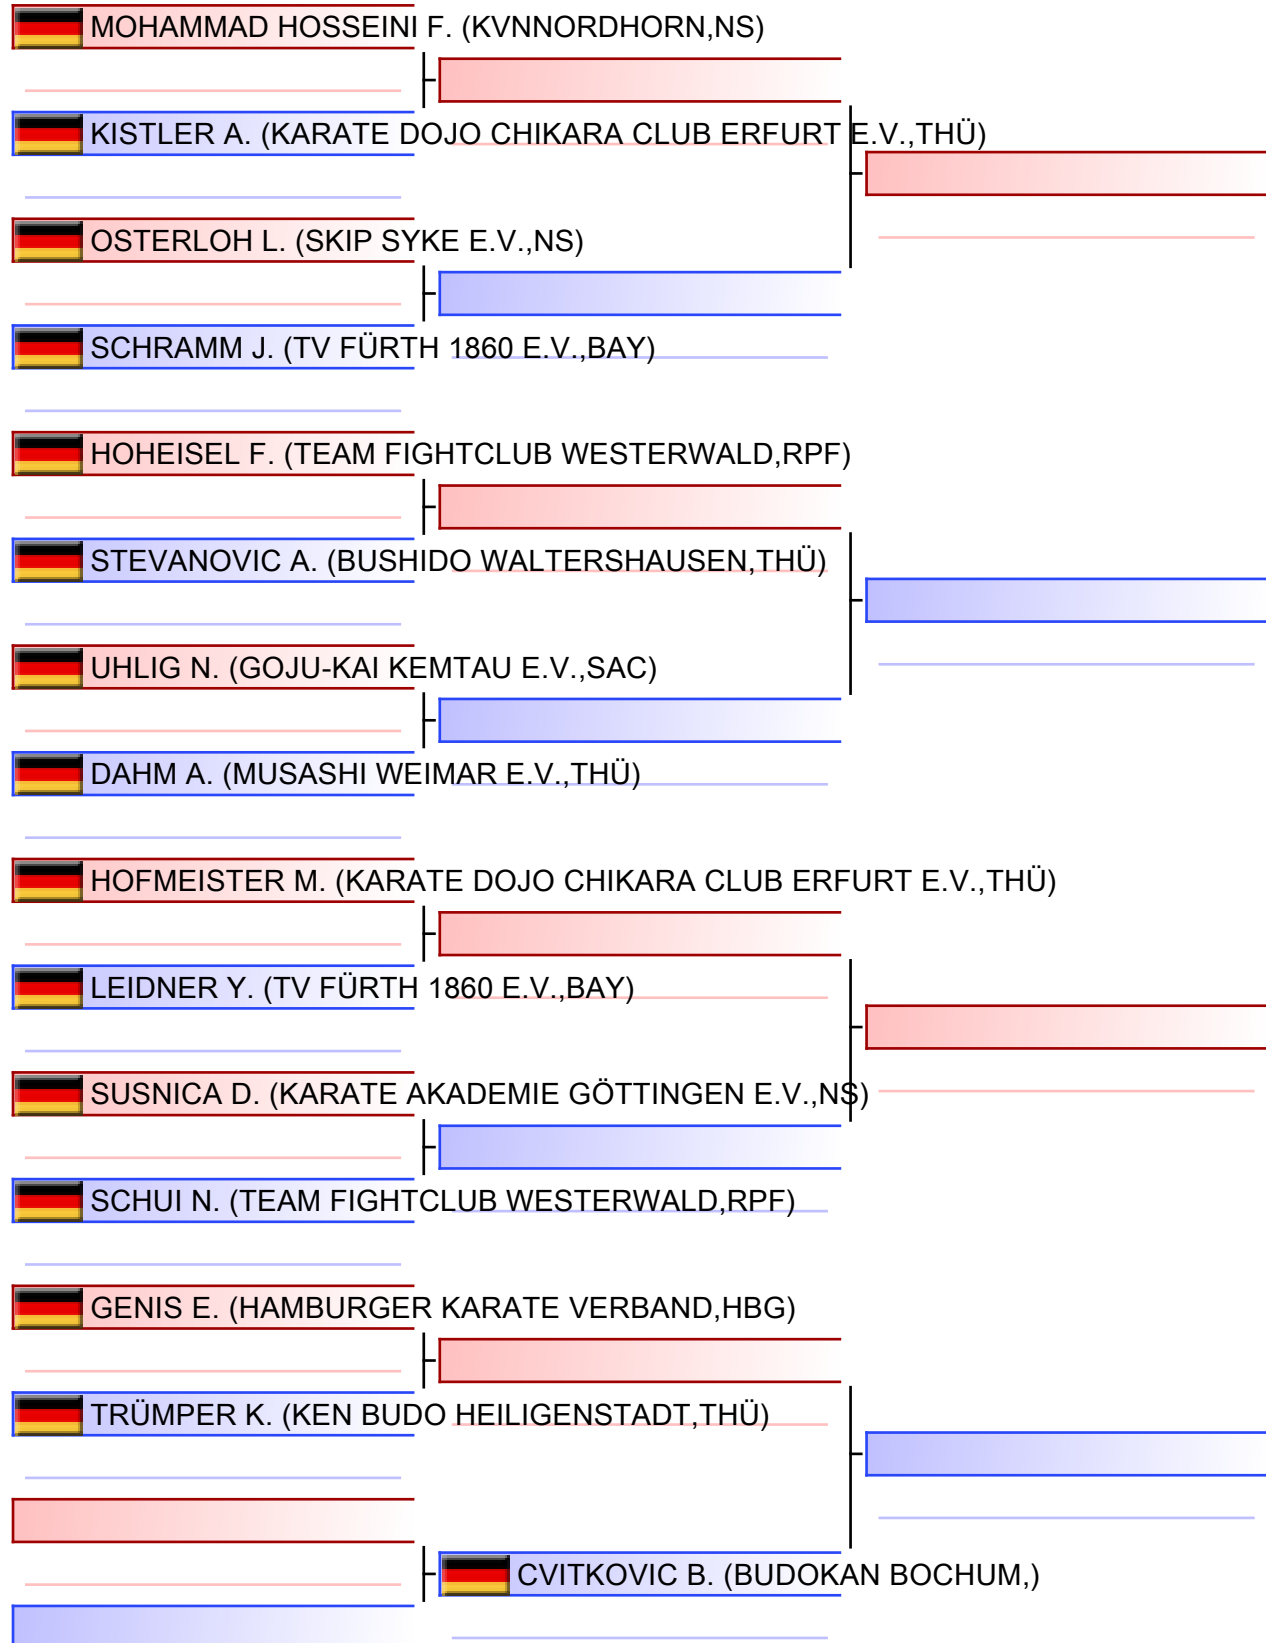 MOHAMMAD HOSSEINI F. (KVNNORDHORN,NS)
KISTLER A. (KARATE DOJO CHIKARA CLUB ERFURT E.V.,THÜ)
OSTERLOH L. (SKIP SYKE E.V.,NS)
SCHRAMM J. (TV FÜRTH 1860 E.V.,BAY)
HOHEISEL F. (TEAM FIGHTCLUB WESTERWALD,RPF)
STEVANOVIC A. (BUSHIDO WALTERSHAUSEN,THÜ)
UHLIG N. (GOJU-KAI KEMTAU E.V.,SAC)
DAHM A. (MUSASHI WEIMAR E.V.,THÜ)
HOFMEISTER M. (KARATE DOJO CHIKARA CLUB ERFURT E.V.,THÜ)
LEIDNER Y. (TV FÜRTH 1860 E.V.,BAY)
SUSNICA D. (KARATE AKADEMIE GÖTTINGEN E.V.,NS)
SCHUI N. (TEAM FIGHTCLUB WESTERWALD,RPF)
GENIS E. (HAMBURGER KARATE VERBAND,HBG)
TRÜMPER K. (KEN BUDO HEILIGENSTADT,THÜ)
CVITKOVIC B. (BUDOKAN BOCHUM,)